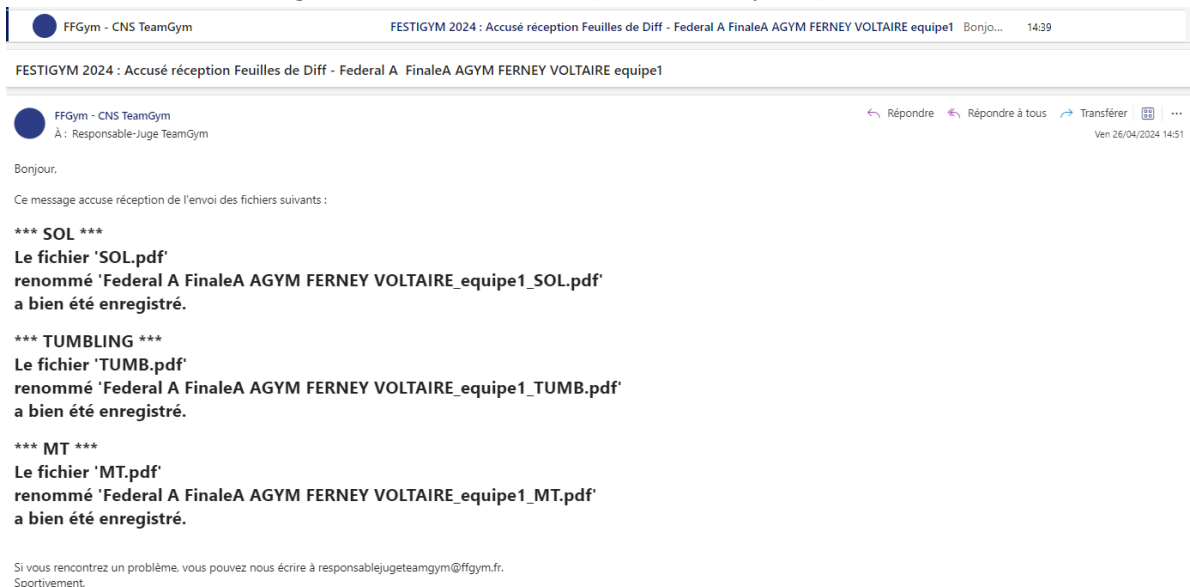 FFGym - CNS TeamGym FESTIGYM 2024 : Accusé réception Feuilles de Diff - Federal A FinaleA AGYM FERNEY VOLTAIRE equipe1 Bonjo... 14:39
FESTIGYM 2024 : Accusé réception Feuilles de Diff - Federal A FinaleA AGYM FERNEY VOLTAIRE equipe1
FFGym - CNS TeamGym
À : Responsable-Juge TeamGym
Répondre Répondre à tous Transférer ...
Ven 26/04/2024 14:51
Bonjour,
Ce message accuse réception de l'envoi des fichiers suivants :
*** SOL ***
Le fichier 'SOL.pdf'
renommé 'Federal A FinaleA AGYM FERNEY VOLTAIRE_equipe1_SOL.pdf'
a bien été enregistré.
*** TUMBLING ***
Le fichier 'TUMB.pdf'
renommé 'Federal A FinaleA AGYM FERNEY VOLTAIRE_equipe1_TUMB.pdf'
a bien été enregistré.
*** MT ***
Le fichier 'MT.pdf'
renommé 'Federal A FinaleA AGYM FERNEY VOLTAIRE_equipe1_MT.pdf'
a bien été enregistré.
Si vous rencontrez un problème, vous pouvez nous écrire à responsablejugeteamgym@ffgym.fr.
Sportivement,